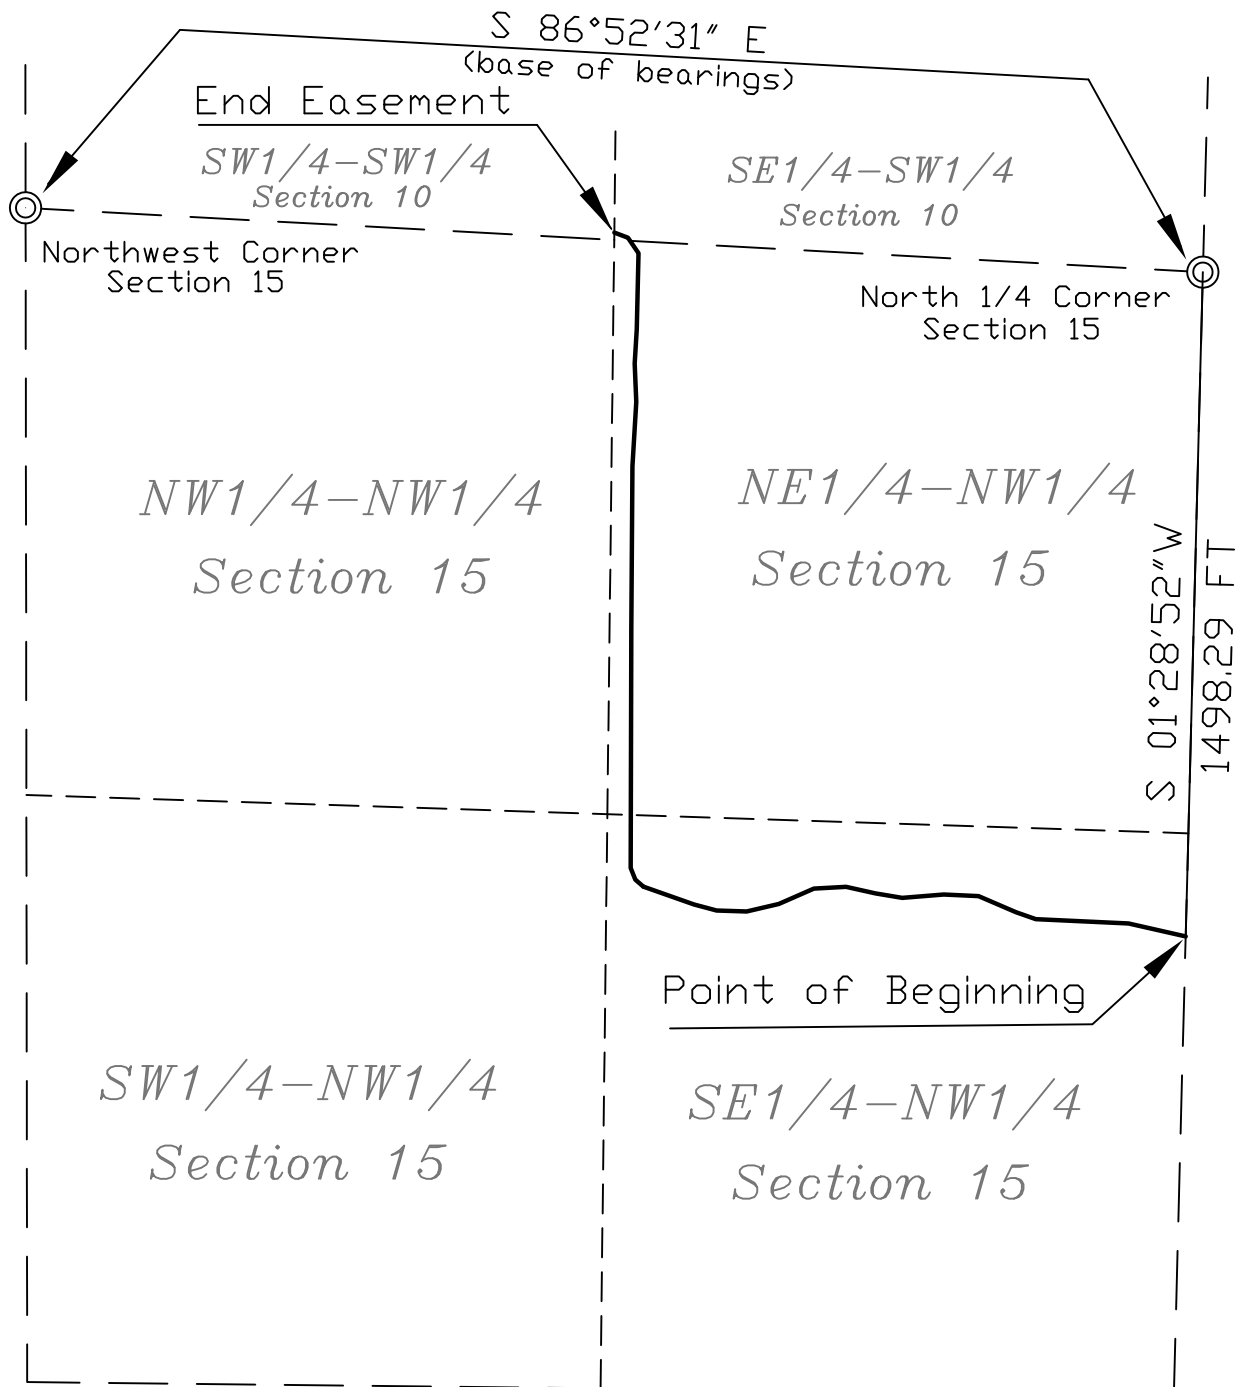 S 86°52'31" E
(base of bearings)
End Easement
SW1/4-SW1/4
Section 10
SE1/4-SW1/4
Section 10
Northwest Corner
Section 15
North 1/4 Corner
Section 15
NW1/4-NW1/4
Section 15
NE1/4-NW1/4
Section 15
S 01°28'52"W
1498.29 FT
Point of Beginning
SW1/4-NW1/4
Section 15
SE1/4-NW1/4
Section 15